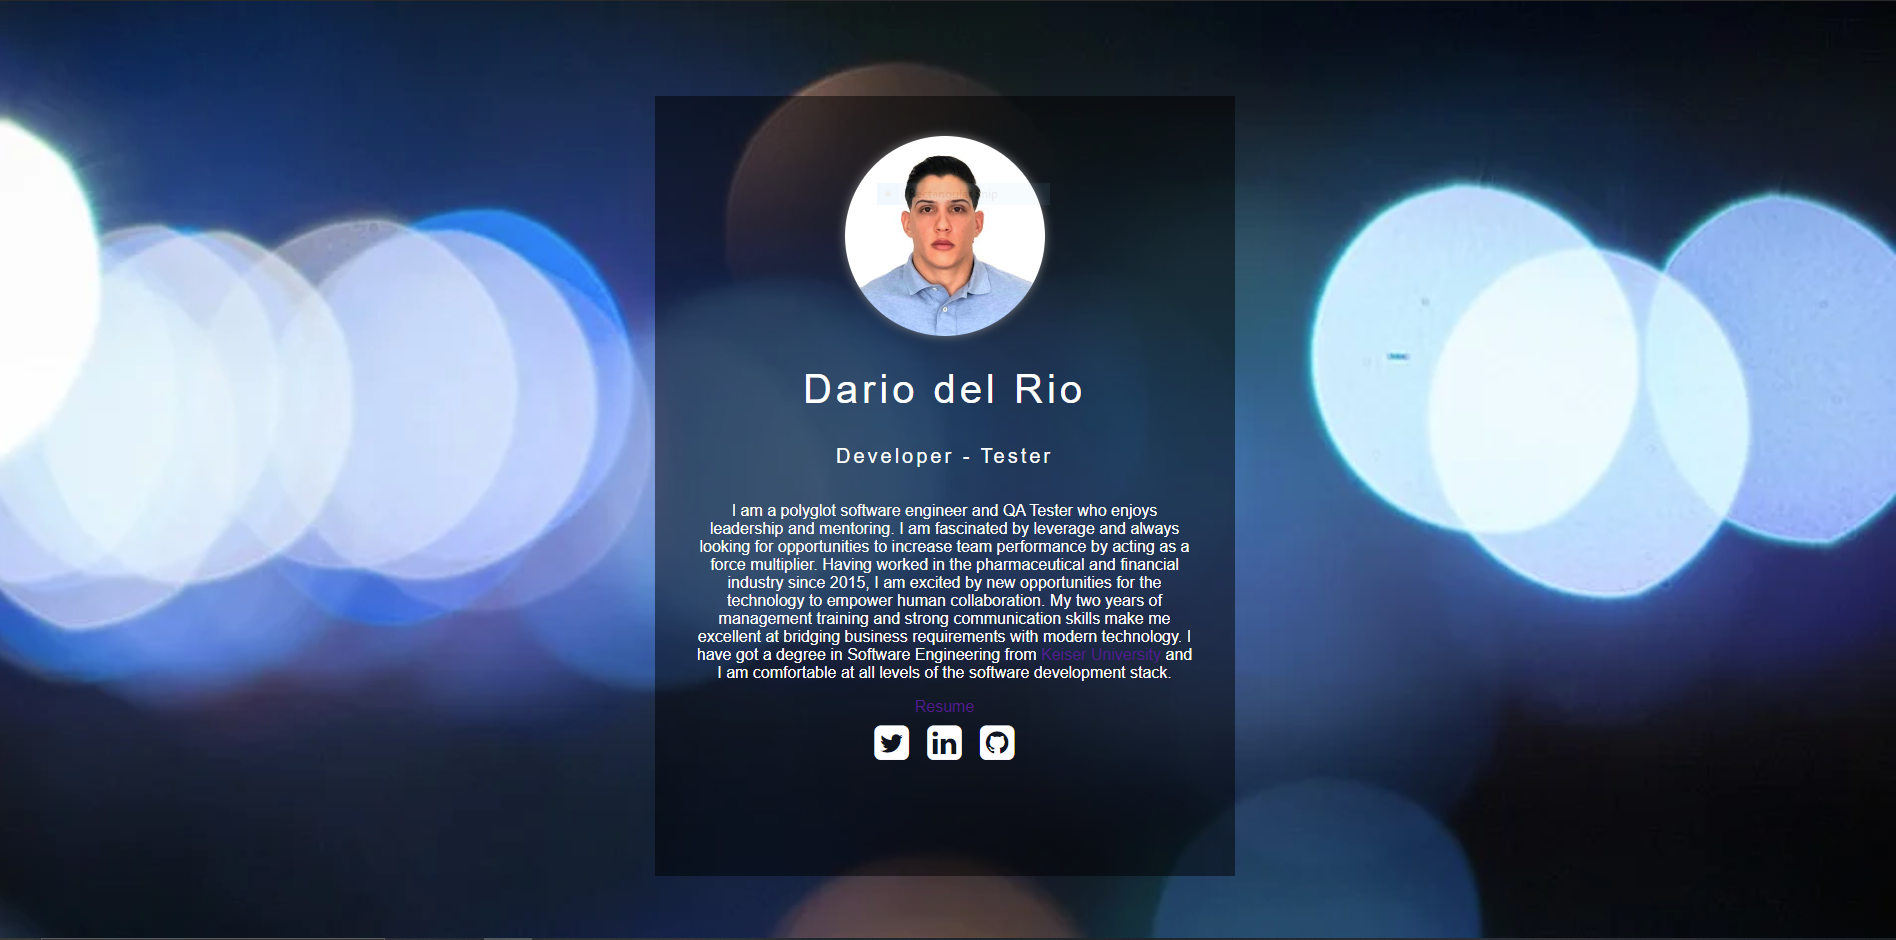 Dario del Rio
Developer - Tester
I am a polyglot software engineer and QA Tester who enjoys
leadership and mentoring. I am fascinated by leverage and always
looking for opportunities to increase team performance by acting as a
force multiplier. Having worked in the pharmaceutical and financial
industry since 2015, I am excited by new opportunities for the
technology to empower human collaboration. My two years of
management training and strong communication skills make me
excellent at bridging business requirements with modern technology. I
have got a degree in Software Engineering from Keiser University and
I am comfortable at all levels of the software development stack.
Resume
in